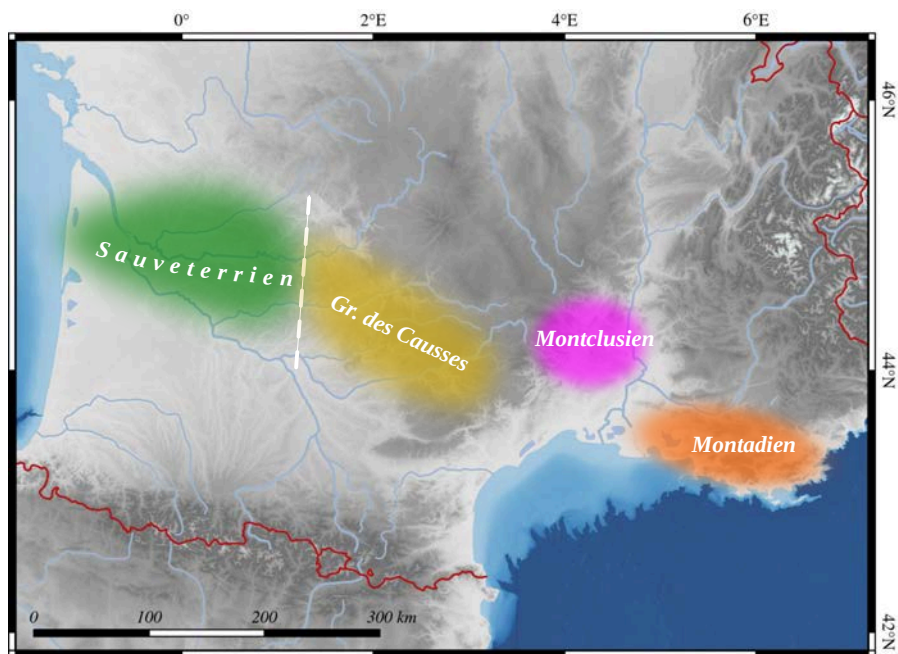 0° 2°E 4°E 6°E
46°N
Sauveterrien
Gr. des Causses
Montclusien
44°N
Montadien
0 100 200 300 km
42°N